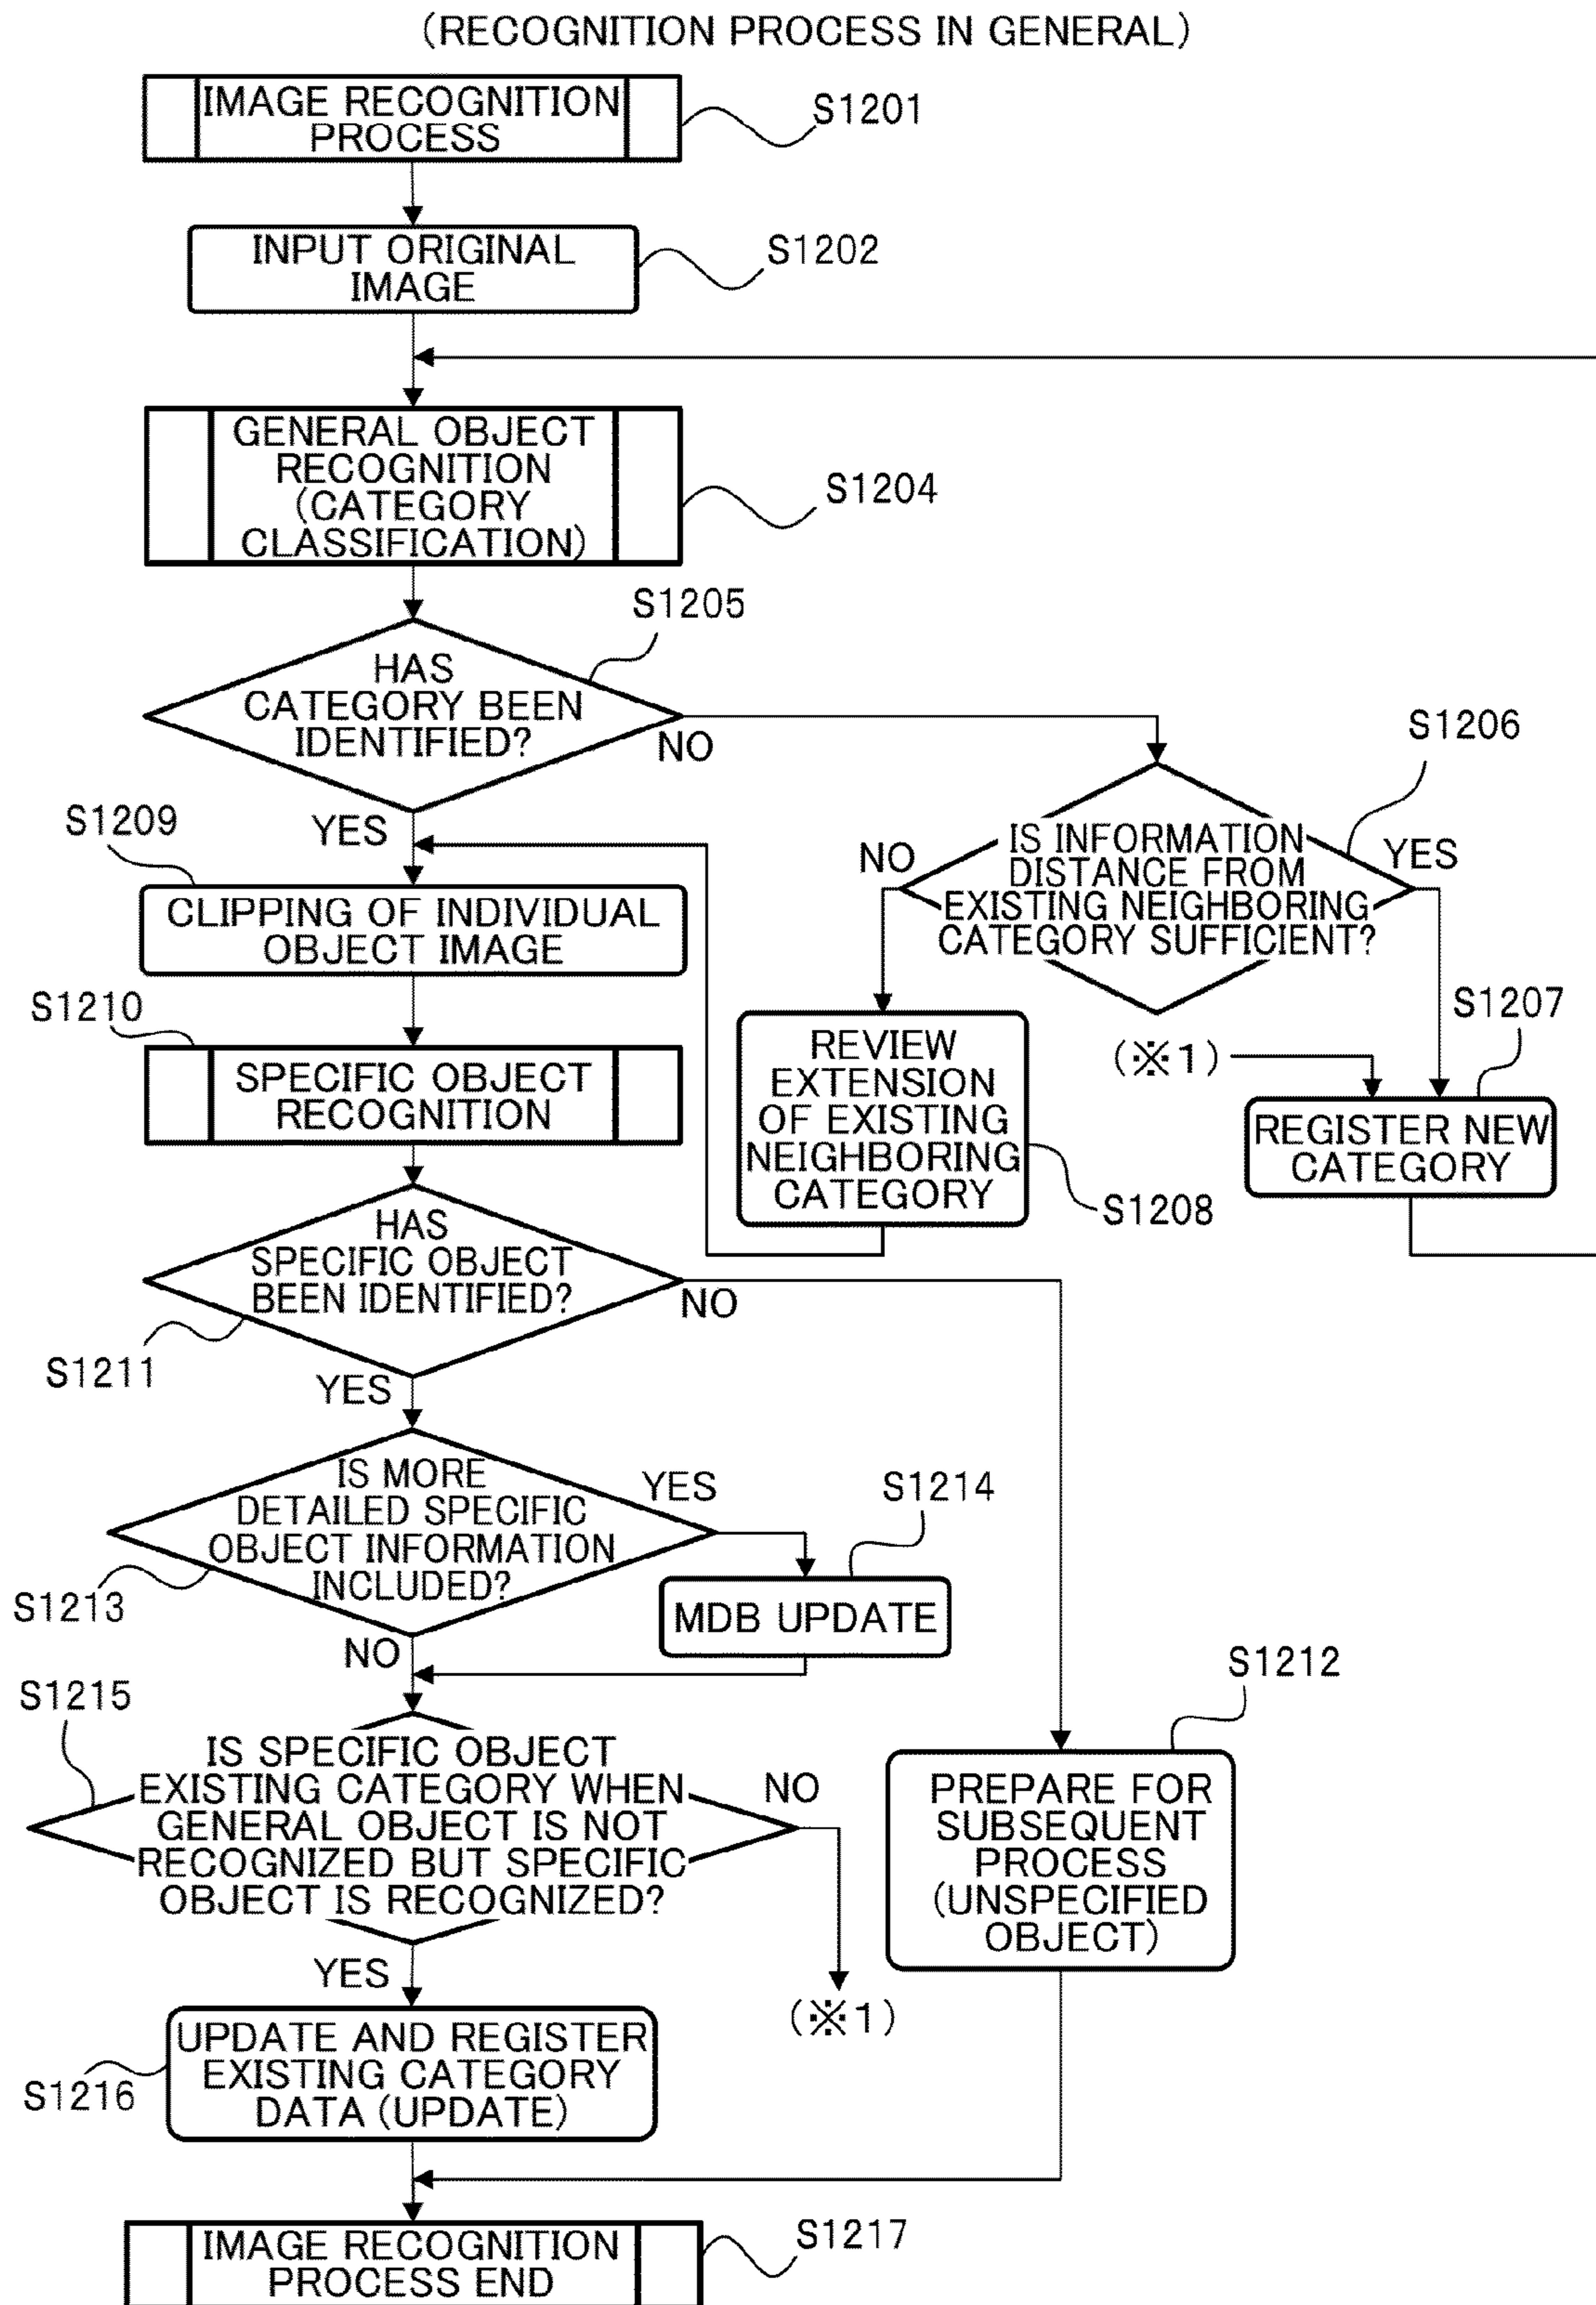 (RECOGNITION PROCESS IN GENERAL)
IMAGE RECOGNITION
PROCESS
S1201
INPUT ORIGINAL
IMAGE
S1202
GENERAL OBJECT
RECOGNITION
(CATEGORY
CLASSIFICATION)
S1204
S1205
HAS
CATEGORY BEEN
IDENTIFIED?
NO
YES
S1206
IS INFORMATION
DISTANCE FROM
EXISTING NEIGHBORING
CATEGORY SUFFICIENT?
NO
YES
S1209
CLIPPING OF INDIVIDUAL
OBJECT IMAGE
S1210
SPECIFIC OBJECT
RECOGNITION
REVIEW
EXTENSION
OF EXISTING
NEIGHBORING
CATEGORY
S1208
(※1)
S1207
REGISTER NEW
CATEGORY
HAS
SPECIFIC OBJECT
BEEN IDENTIFIED?
NO
S1211
YES
IS MORE
DETAILED SPECIFIC
OBJECT INFORMATION
INCLUDED?
YES
S1214
S1213
MDB UPDATE
NO
S1212
S1215
IS SPECIFIC OBJECT
EXISTING CATEGORY WHEN
GENERAL OBJECT IS NOT
RECOGNIZED BUT SPECIFIC
OBJECT IS RECOGNIZED?
NO
PREPARE FOR
SUBSEQUENT
PROCESS
(UNSPECIFIED
OBJECT)
YES
(※1)
UPDATE AND REGISTER
EXISTING CATEGORY
DATA (UPDATE)
S1216
IMAGE RECOGNITION
PROCESS END
S1217